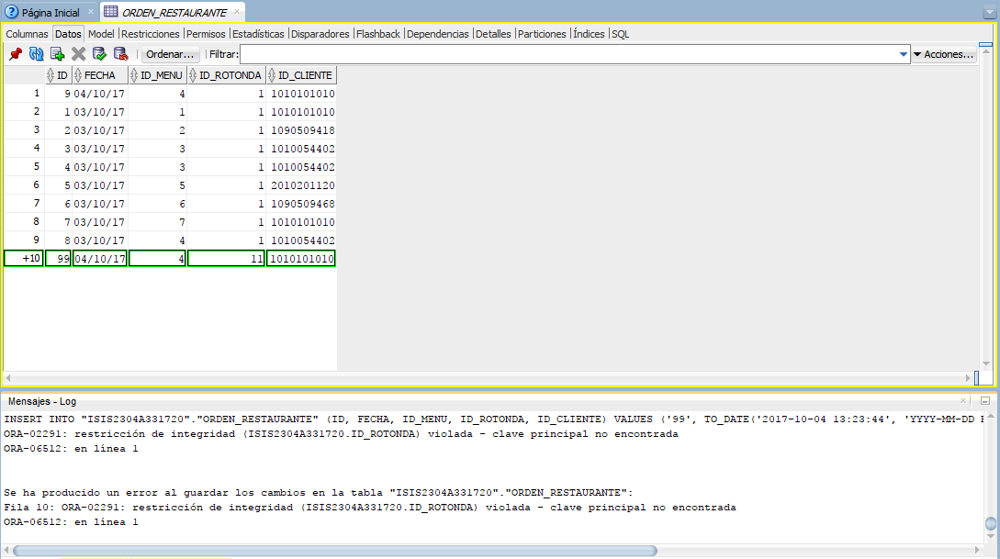 Página Inicial × ORDEN_RESTAURANTE ×
Columnas Datos Model Restricciones Permisos Estadísticas Disparadores Flashback Dependencias Detalles Particiones Índices SQL
Ordenar... Filtrar: Acciones...
ID FECHA ID_MENU ID_ROTONDA ID_CLIENTE
1 9 04/10/17 4 1 1010101010
2 1 03/10/17 1 1 1010101010
3 2 03/10/17 2 1 1090509418
4 3 03/10/17 3 1 1010054402
5 4 03/10/17 3 1 1010054402
6 5 03/10/17 5 1 2010201120
7 6 03/10/17 6 1 1090509468
8 7 03/10/17 7 1 1010101010
9 8 03/10/17 4 1 1010054402
+10 99 04/10/17 4 11 1010101010
Mensajes - Log
INSERT INTO "ISIS2304A331720"."ORDEN_RESTAURANTE" (ID, FECHA, ID_MENU, ID_ROTONDA, ID_CLIENTE) VALUES ('99', TO_DATE('2017-10-04 13:23:44', 'YYYY-MM-DD
ORA-02291: restricción de integridad (ISIS2304A331720.ID_ROTONDA) violada - clave principal no encontrada
ORA-06512: en línea 1
Se ha producido un error al guardar los cambios en la tabla "ISIS2304A331720"."ORDEN_RESTAURANTE":
Fila 10: ORA-02291: restricción de integridad (ISIS2304A331720.ID_ROTONDA) violada - clave principal no encontrada
ORA-06512: en línea 1